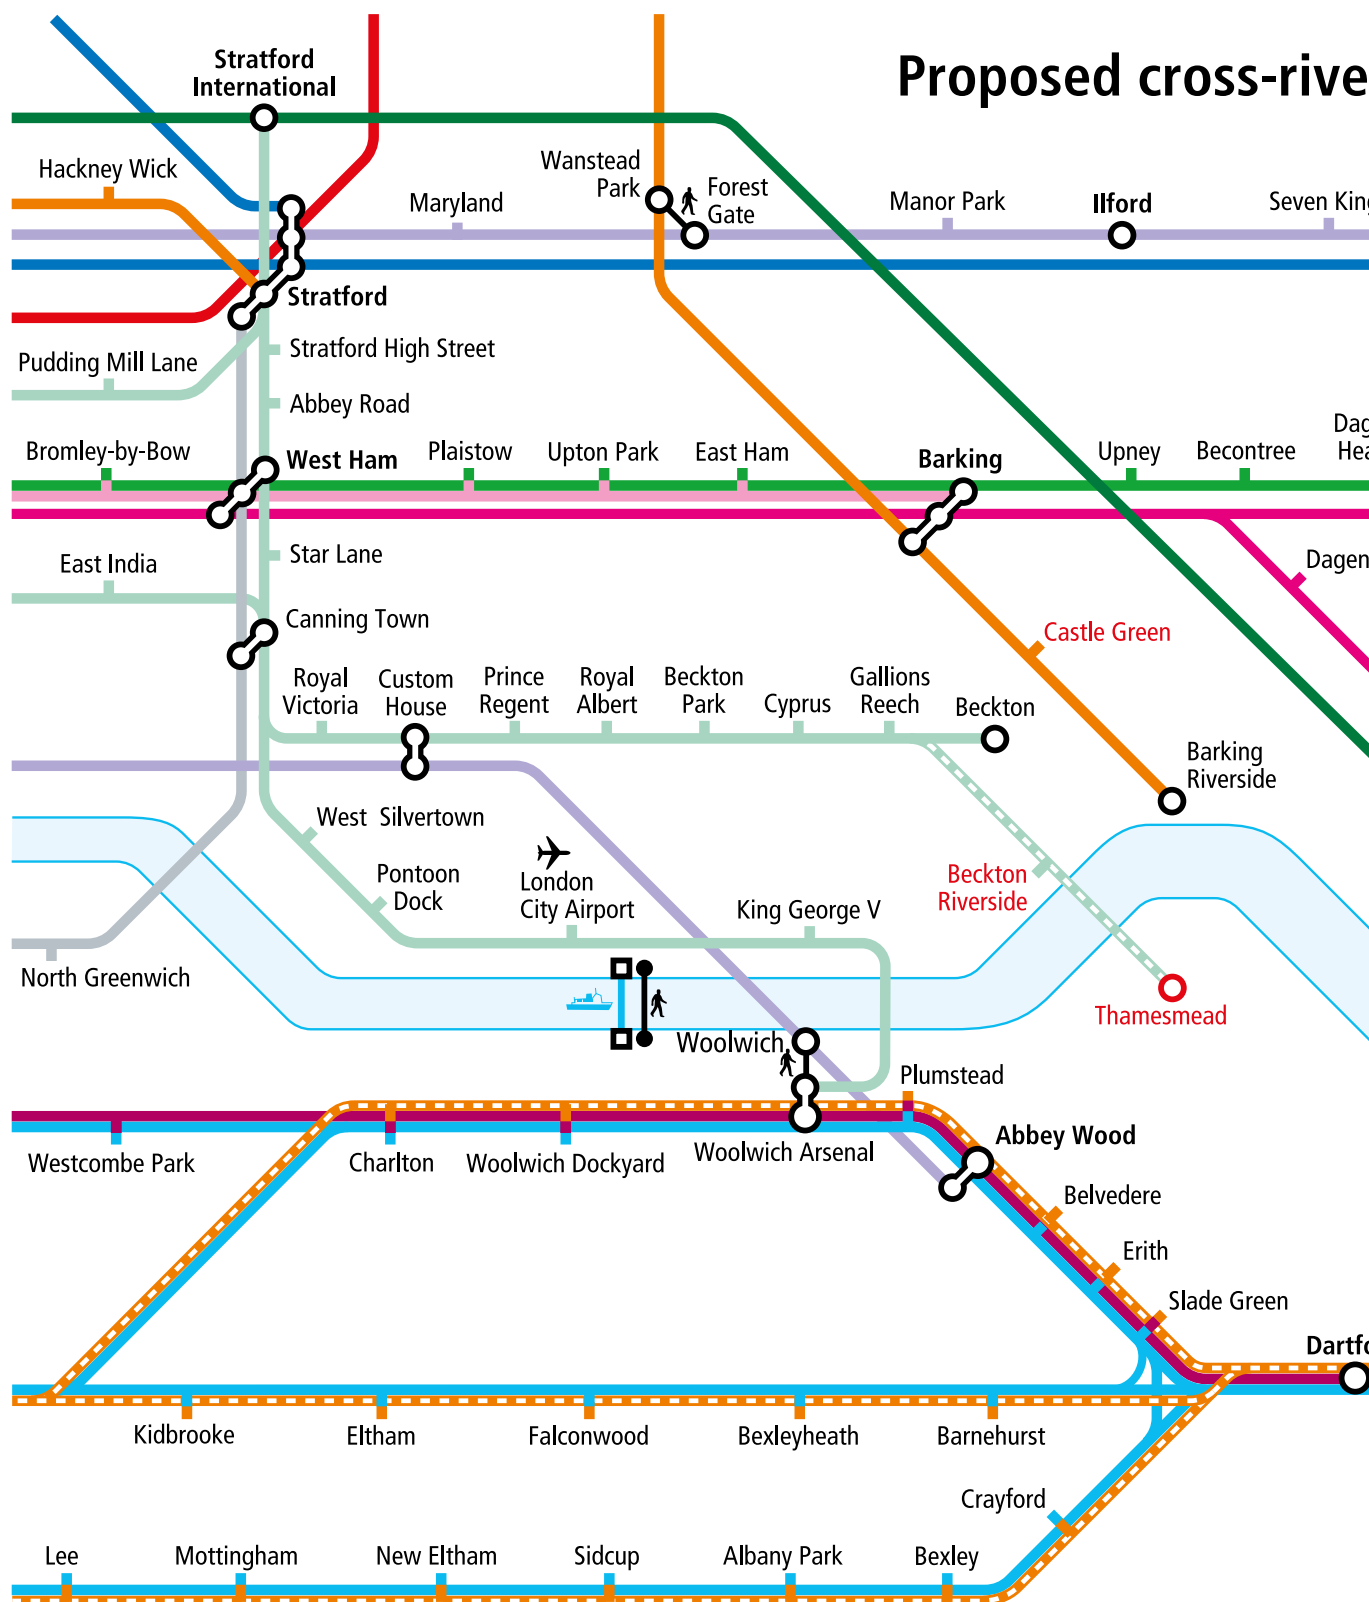 Proposed cross-rive
Stratford
International
Hackney Wick
Maryland
Wanstead
Park
Forest
Gate
Manor Park
Ilford
Seven King
Stratford
Stratford High Street
Pudding Mill Lane
Abbey Road
Bromley-by-Bow
West Ham
Plaistow
Upton Park
East Ham
Barking
Upney
Becontree
Dag
Hea
Star Lane
East India
Dagen
Canning Town
Castle Green
Royal
Victoria
Custom
House
Prince
Regent
Royal
Albert
Beckton
Park
Cyprus
Gallions
Reech
Beckton
Barking
Riverside
West Silvertown
Pontoon
Dock
London
City Airport
King George V
Beckton
Riverside
North Greenwich
Thamesmead
Woolwich
Plumstead
Westcombe Park
Charlton
Woolwich Dockyard
Woolwich Arsenal
Abbey Wood
Belvedere
Erith
Slade Green
Dartfo
Kidbrooke
Eltham
Falconwood
Bexleyheath
Barnehurst
Crayford
Lee
Mottingham
New Eltham
Sidcup
Albany Park
Bexley